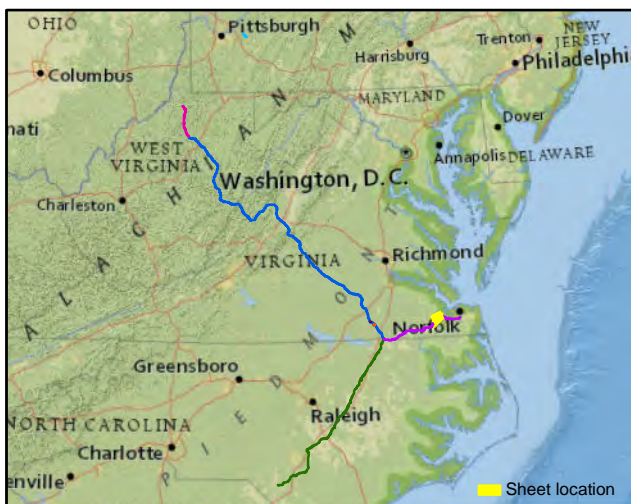 OHIO
Pittsburgh
NEW
JERSEY
Trenton
Harrisburg
Philadelphia
Columbus
MARYLAND
nati
Dover
WEST
VIRGINIA
Annapolis
DELAWARE
Washington, D.C.
Charleston
A L A C H I A N M
Richmond
VIRGINIA
Norfolk
Greensboro
P I E D M O N T
Raleigh
NORTH CAROLINA
Charlotte
enville
Sheet location